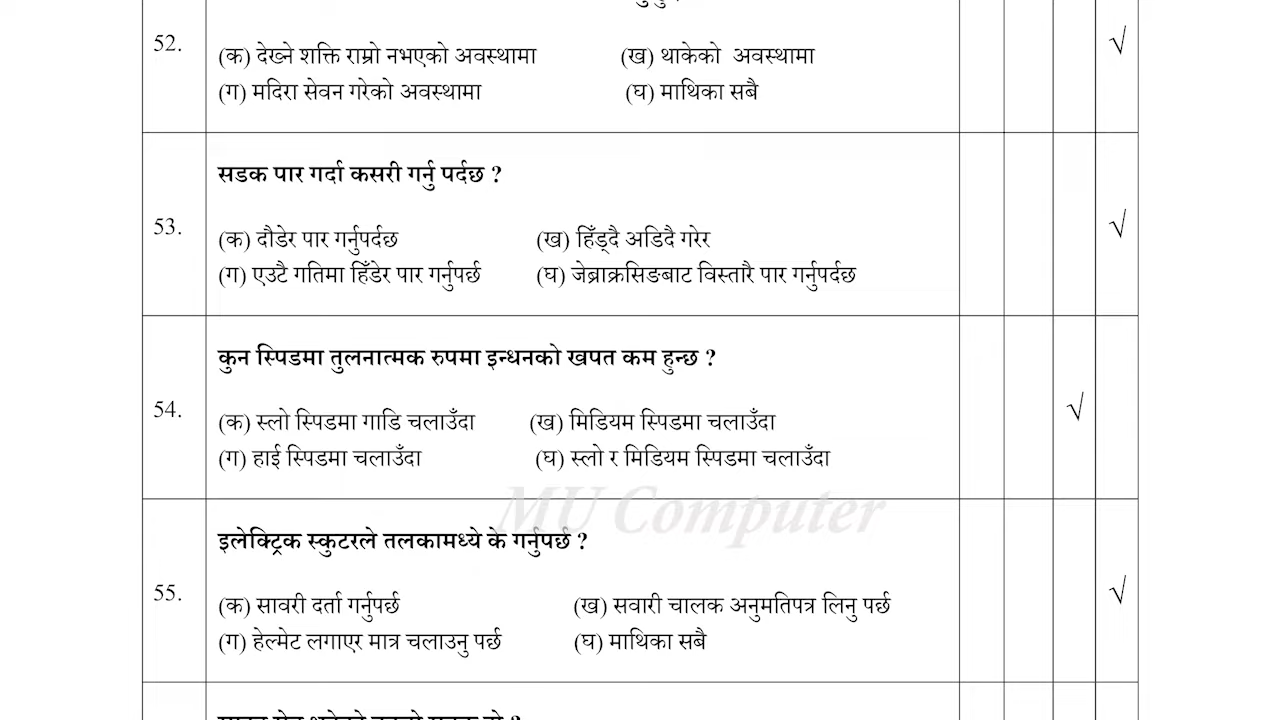 52.
(क) देख्ने शक्ति राम्रो नभएको अवस्थामा (ख) थाकेको अवस्थामा √
(ग) मदिरा सेवन गरेको अवस्थामा (घ) माथिका सबै
सडक पार गर्दा कसरी गर्नु पर्दछ ?
53. √
(क) दौडेर पार गर्नुपर्दछ (ख) हिँड्दै अडिदै गरेर
(ग) एउटै गतिमा हिँडेर पार गर्नुपर्छ (घ) जेब्राक्रसिङबाट विस्तारै पार गर्नुपर्दछ
कुन स्पिडमा तुलनात्मक रुपमा इन्धनको खपत कम हुन्छ ?
54. √
(क) स्लो स्पिडमा गाडि चलाउँदा (ख) मिडियम स्पिडमा चलाउँदा
(ग) हाई स्पिडमा चलाउँदा (घ) स्लो र मिडियम स्पिडमा चलाउँदा
MU Computer
इलेक्ट्रिक स्कुटरले तलकामध्ये के गर्नुपर्छ ?
55. √
(क) सावरी दर्ता गर्नुपर्छ (ख) सवारी चालक अनुमतिपत्र लिनु पर्छ
(ग) हेल्मेट लगाएर मात्र चलाउनु पर्छ (घ) माथिका सबै